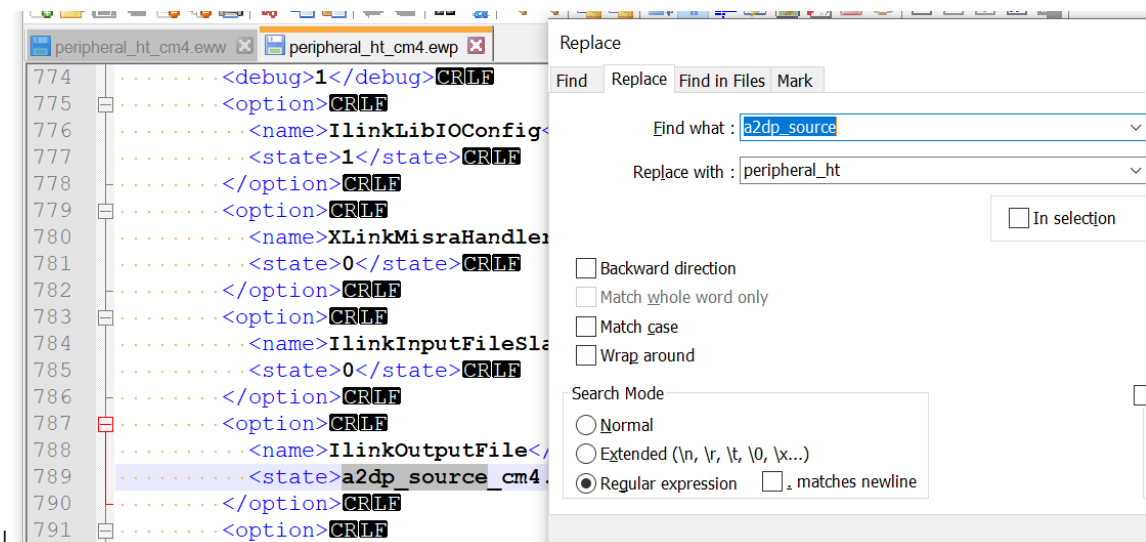 peripheral_ht_cm4.eww
peripheral_ht_cm4.ewp
774 <debug>1</debug>CRLF
775 <option>CRLF
776 <name>IlinkLibIOConfig<
777 <state>1</state>CRLF
778 </option>CRLF
779 <option>CRLF
780 <name>XLinkMisraHandler
781 <state>0</state>CRLF
782 </option>CRLF
783 <option>CRLF
784 <name>IlinkInputFileSla
785 <state>0</state>CRLF
786 </option>CRLF
787 <option>CRLF
788 <name>IlinkOutputFile</
789 <state>a2dp_source_cm4.
790 </option>CRLF
791 <option>CRLF
Replace
Find Replace Find in Files Mark
Find what : a2dp_source
Replace with : peripheral_ht
In selection
Backward direction
Match whole word only
Match case
Wrap around
Search Mode
Normal
Extended (\n, \r, \t, \0, \x...)
Regular expression . matches newline